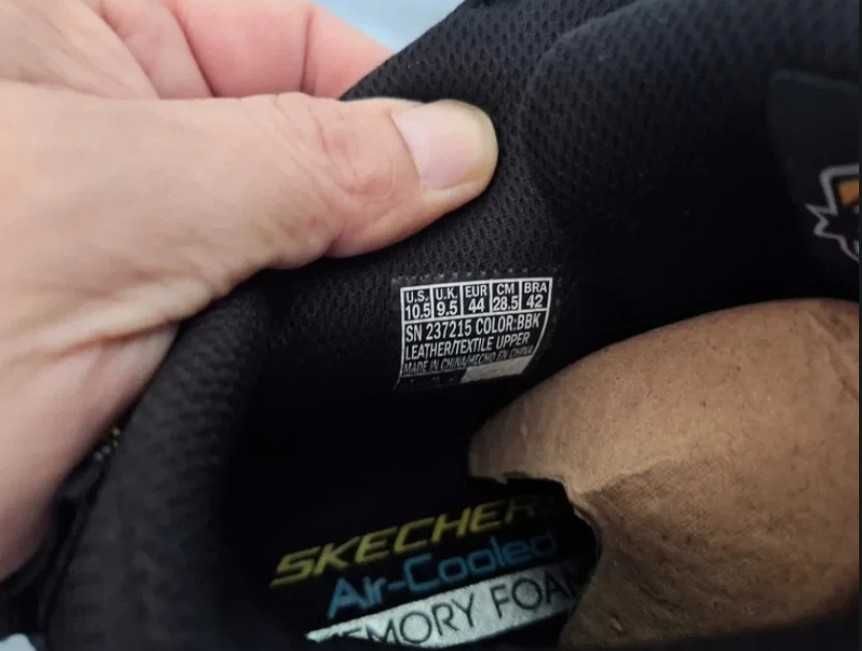 U.S. U.K. EUR CM BRA
10.5 9.5 44 28.5 42
SN 237215 COLOR:BBK
LEATHER/TEXTILE UPPER
MADE IN CHINA/HECHO EN CHINA
SKECHER
Air-Cooled
MEMORY FOAM